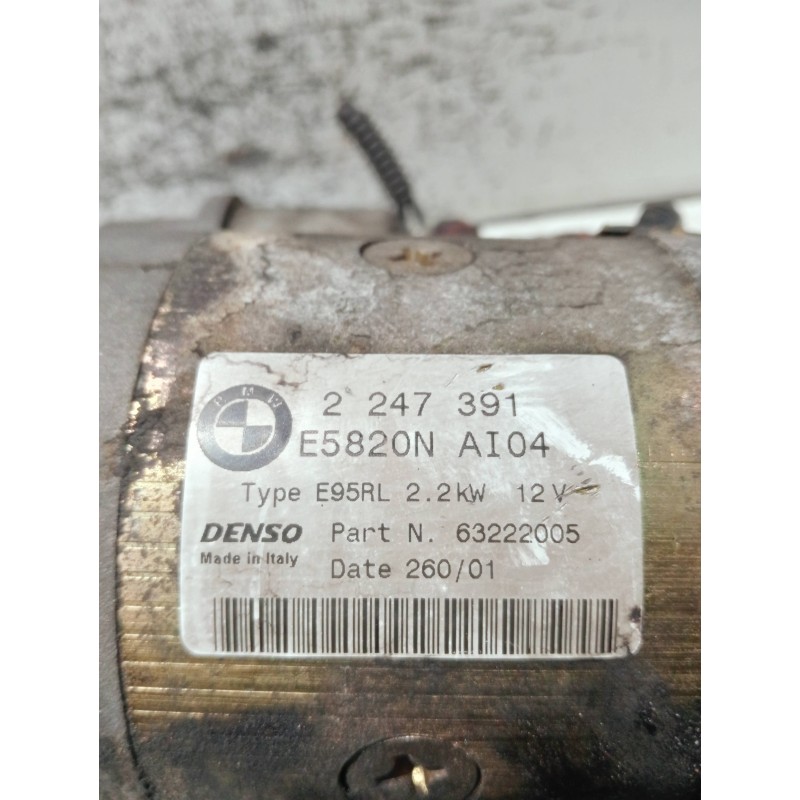 BMW
2 247 391
E5820N AI04
Type E95RL 2.2kW 12V
DENSO Part N. 63222005
Made in Italy
Date 260/01